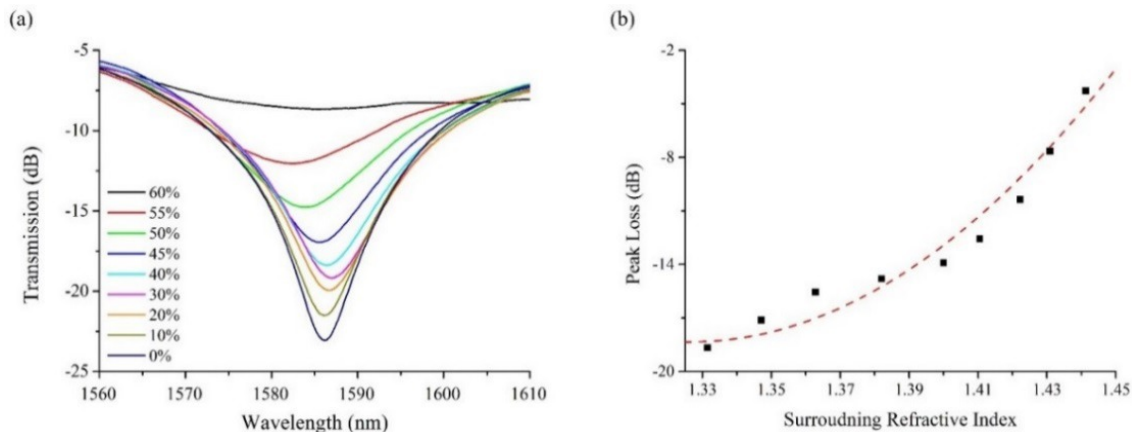 (a)
-5
-10
-15
-20
-25
Transmission (dB)
60%
55%
50%
45%
40%
30%
20%
10%
0%
1560 1570 1580 1590 1600 1610
Wavelength (nm)
(b)
-2
-8
-14
-20
Peak Loss (dB)
1.33 1.35 1.37 1.39 1.41 1.43 1.45
Surroudning Refractive Index